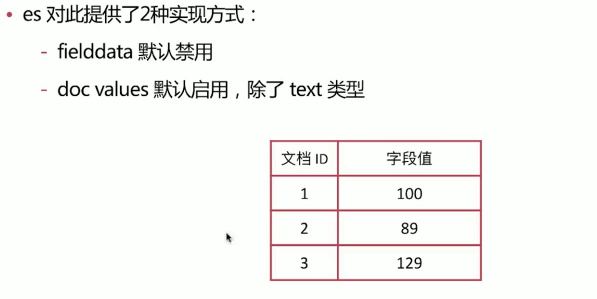 • es 对此提供了2种实现方式：
- fielddata 默认禁用
- doc values 默认启用，除了 text 类型
文档 ID 字段值
1 100
2 89
3 129